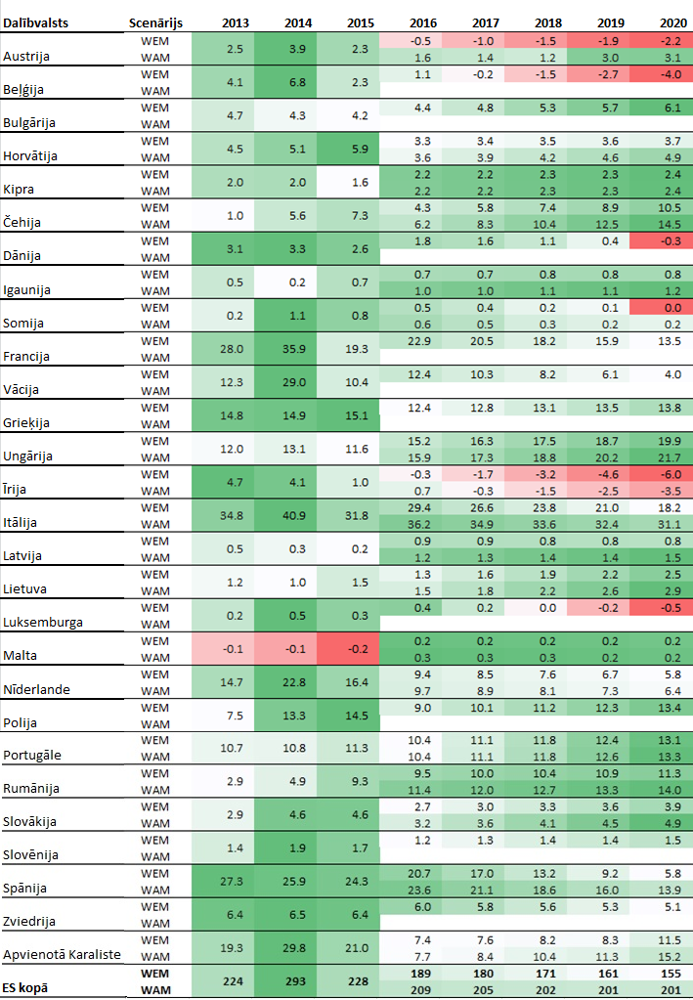 Dalībvalsts Scenārijs 2013 2014 2015 2016 2017 2018 2019 2020
WEM -0.5 -1.0 -1.5 -1.9 -2.2
Austrija 2.5 3.9 2.3
WAM 1.6 1.4 1.2 3.0 3.1
WEM 1.1 -0.2 -1.5 -2.7 -4.0
Beļģija 4.1 6.8 2.3
WAM
WEM 4.4 4.8 5.3 5.7 6.1
Bulgārija 4.7 4.3 4.2
WAM
WEM 3.3 3.4 3.5 3.6 3.7
Horvātija 4.5 5.1 5.9
WAM 3.6 3.9 4.2 4.6 4.9
WEM 2.2 2.2 2.3 2.3 2.4
Kipra 2.0 2.0 1.6
WAM 2.2 2.2 2.3 2.3 2.4
WEM 4.3 5.8 7.4 8.9 10.5
Čehija 1.0 5.6 7.3
WAM 6.2 8.3 10.4 12.5 14.5
WEM 1.8 1.6 1.1 0.4 -0.3
Dānija 3.1 3.3 2.6
WAM
WEM 0.7 0.7 0.8 0.8 0.8
Igaunija 0.5 0.2 0.7
WAM 1.0 1.0 1.1 1.1 1.2
WEM 0.5 0.4 0.2 0.1 0.0
Somija 0.2 1.1 0.8
WAM 0.6 0.5 0.3 0.2 0.2
WEM 22.9 20.5 18.2 15.9 13.5
Francija 28.0 35.9 19.3
WAM
WEM 12.4 10.3 8.2 6.1 4.0
Vācija 12.3 29.0 10.4
WAM
WEM 12.4 12.8 13.1 13.5 13.8
Grieķija 14.8 14.9 15.1
WAM
WEM 15.2 16.3 17.5 18.7 19.9
Ungārija 12.0 13.1 11.6
WAM 15.9 17.3 18.8 20.2 21.7
WEM -0.3 -1.7 -3.2 -4.6 -6.0
Īrija 4.7 4.1 1.0
WAM 0.7 -0.3 -1.5 -2.5 -3.5
WEM 29.4 26.6 23.8 21.0 18.2
Itālija 34.8 40.9 31.8
WAM 36.2 34.9 33.6 32.4 31.1
WEM 0.9 0.9 0.8 0.8 0.8
Latvija 0.5 0.3 0.2
WAM 1.2 1.3 1.4 1.4 1.5
WEM 1.3 1.6 1.9 2.2 2.5
Lietuva 1.2 1.0 1.5
WAM 1.5 1.8 2.2 2.6 2.9
WEM 0.4 0.2 0.0 -0.2 -0.5
Luksemburga 0.2 0.5 0.3
WAM
WEM 0.2 0.2 0.2 0.2 0.2
Malta -0.1 -0.1 -0.2
WAM 0.3 0.3 0.3 0.2 0.2
WEM 9.4 8.5 7.6 6.7 5.8
Nīderlande 14.7 22.8 16.4
WAM 9.7 8.9 8.1 7.3 6.4
WEM 9.0 10.1 11.2 12.3 13.4
Polija 7.5 13.3 14.5
WAM
WEM 10.4 11.1 11.8 12.4 13.1
Portugāle 10.7 10.8 11.3
WAM 10.4 11.1 11.8 12.6 13.3
WEM 9.5 10.0 10.4 10.9 11.3
Rumānija 2.9 4.9 9.3
WAM 11.4 12.0 12.7 13.3 14.0
WEM 2.7 3.0 3.3 3.6 3.9
Slovākija 2.9 4.6 4.6
WAM 3.2 3.6 4.1 4.5 4.9
WEM 1.2 1.3 1.4 1.4 1.5
Slovēnija 1.4 1.9 1.7
WAM
WEM 20.7 17.0 13.2 9.2 5.8
Spānija 27.3 25.9 24.3
WAM 23.6 21.1 18.6 16.0 13.9
WEM 6.0 5.8 5.6 5.3 5.1
Zviedrija 6.4 6.5 6.4
WAM
WEM 7.4 7.6 8.2 8.3 11.5
Apvienotā Karaliste 19.3 29.8 21.0
WAM 7.7 8.4 10.4 11.3 15.2
WEM 189 180 171 161 155
ES kopā 224 293 228
WAM 209 205 202 201 201